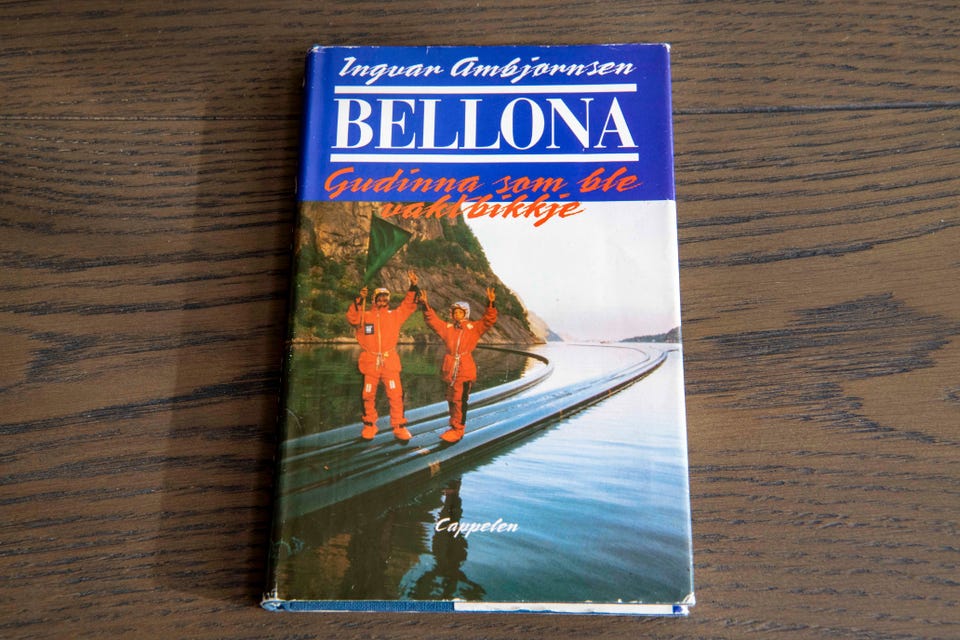 Ingvar Ambjørnsen
BELLONA
Gudinna som ble
vaktbikkje
Cappelen